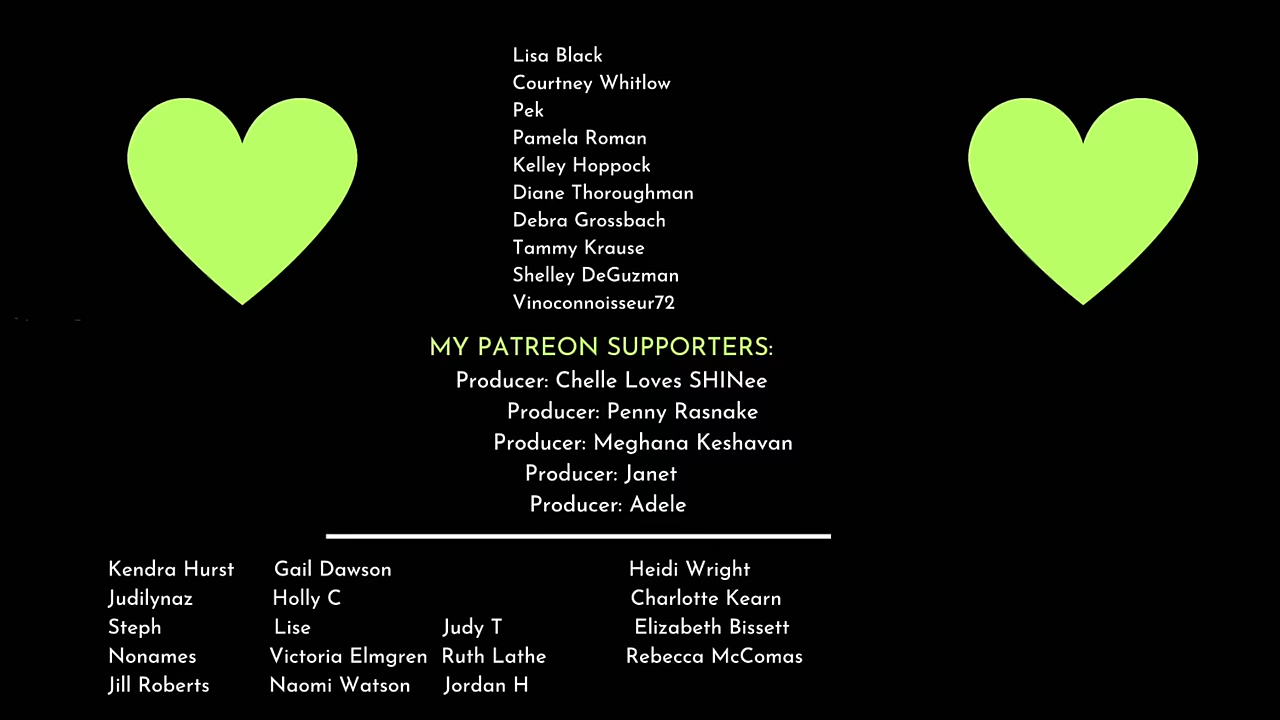 Lisa Black
Courtney Whitlow
Pek
Pamela Roman
Kelley Hoppock
Diane Thoroughman
Debra Grossbach
Tammy Krause
Shelley DeGuzman
Vinoconnoisseur72
MY PATREON SUPPORTERS:
Producer: Chelle Loves SHINee
Producer: Penny Rasnake
Producer: Meghana Keshavan
Producer: Janet
Producer: Adele
Kendra Hurst Gail Dawson Heidi Wright
Judilynaz Holly C Charlotte Kearn
Steph Lise Judy T Elizabeth Bissett
Nonames Victoria Elmgren Ruth Lathe Rebecca McComas
Jill Roberts Naomi Watson Jordan H